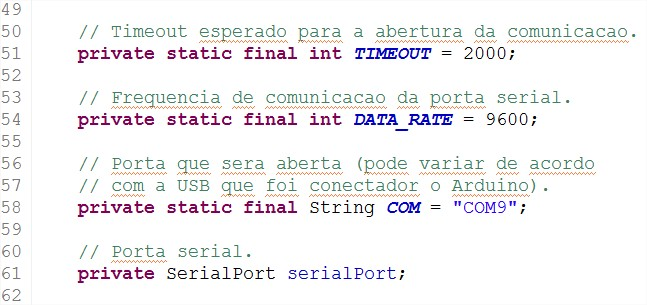 49
50 // Timeout esperado para a abertura da comunicacao.
51 private static final int TIMEOUT = 2000;
52
53 // Frequencia de comunicacao da porta serial.
54 private static final int DATA_RATE = 9600;
55
56 // Porta que sera aberta (pode variar de acordo
57 // com a USB que foi conectador o Arduino).
58 private static final String COM = "COM9";
59
60 // Porta serial.
61 private SerialPort serialPort;
62